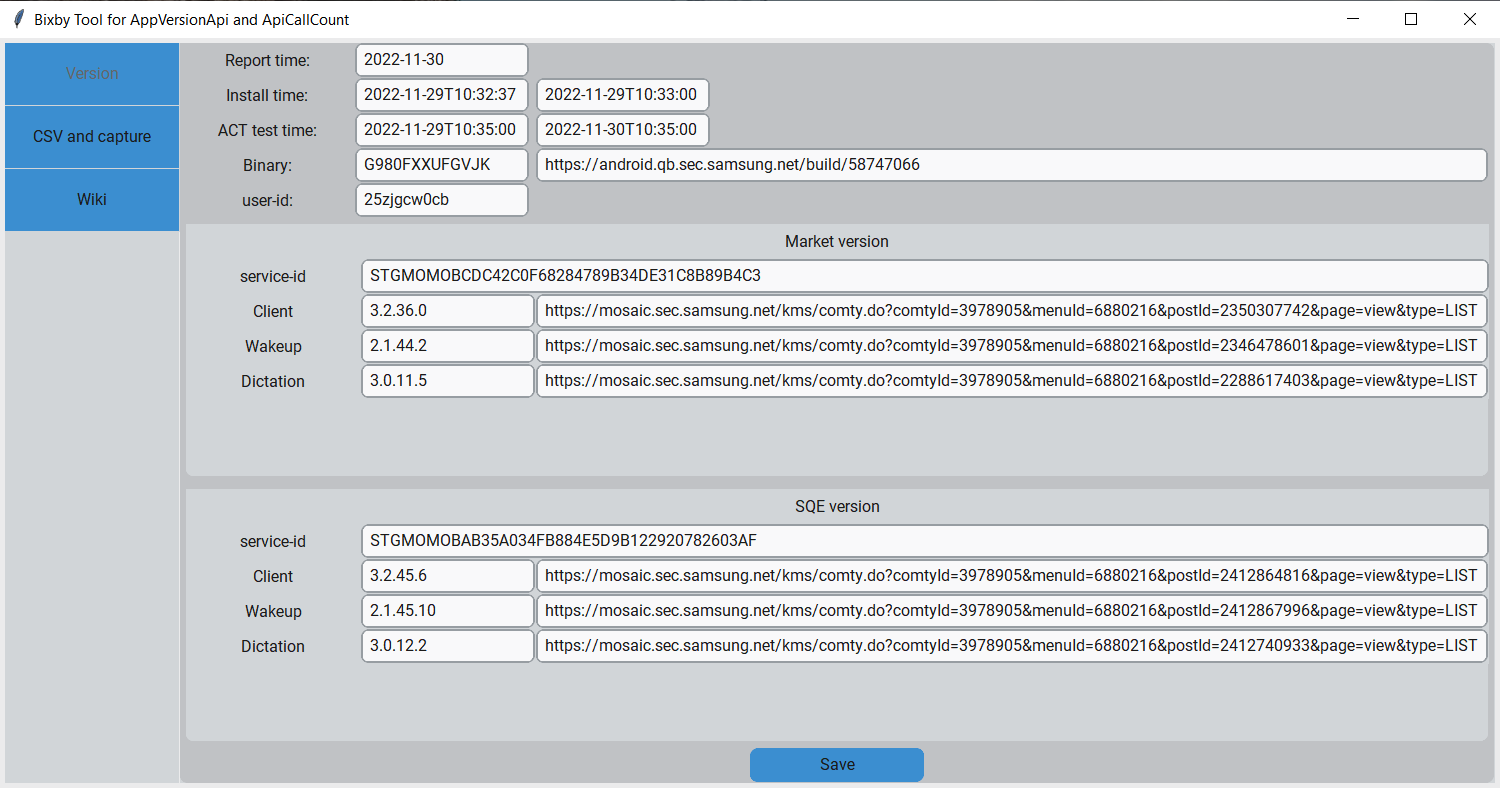 Bixby Tool for AppVersionApi and ApiCallCount
Version
CSV and capture
Wiki
Report time: 2022-11-30
Install time: 2022-11-29T10:32:37 2022-11-29T10:33:00
ACT test time: 2022-11-29T10:35:00 2022-11-30T10:35:00
Binary: G980FXXUFGVJK https://android.qb.sec.samsung.net/build/58747066
user-id: 25zjgcw0cb
Market version
service-id STGMOMOBCDC42C0F68284789B34DE31C8B89B4C3
Client 3.2.36.0 https://mosaic.sec.samsung.net/kms/comty.do?comtyId=3978905&menuId=6880216&postId=2350307742&page=view&type=LIST
Wakeup 2.1.44.2 https://mosaic.sec.samsung.net/kms/comty.do?comtyId=3978905&menuId=6880216&postId=2346478601&page=view&type=LIST
Dictation 3.0.11.5 https://mosaic.sec.samsung.net/kms/comty.do?comtyId=3978905&menuId=6880216&postId=2288617403&page=view&type=LIST
SQE version
service-id STGMOMOBAB35A034FB884E5D9B122920782603AF
Client 3.2.45.6 https://mosaic.sec.samsung.net/kms/comty.do?comtyId=3978905&menuId=6880216&postId=2412864816&page=view&type=LIST
Wakeup 2.1.45.10 https://mosaic.sec.samsung.net/kms/comty.do?comtyId=3978905&menuId=6880216&postId=2412867996&page=view&type=LIST
Dictation 3.0.12.2 https://mosaic.sec.samsung.net/kms/comty.do?comtyId=3978905&menuId=6880216&postId=2412740933&page=view&type=LIST
Save